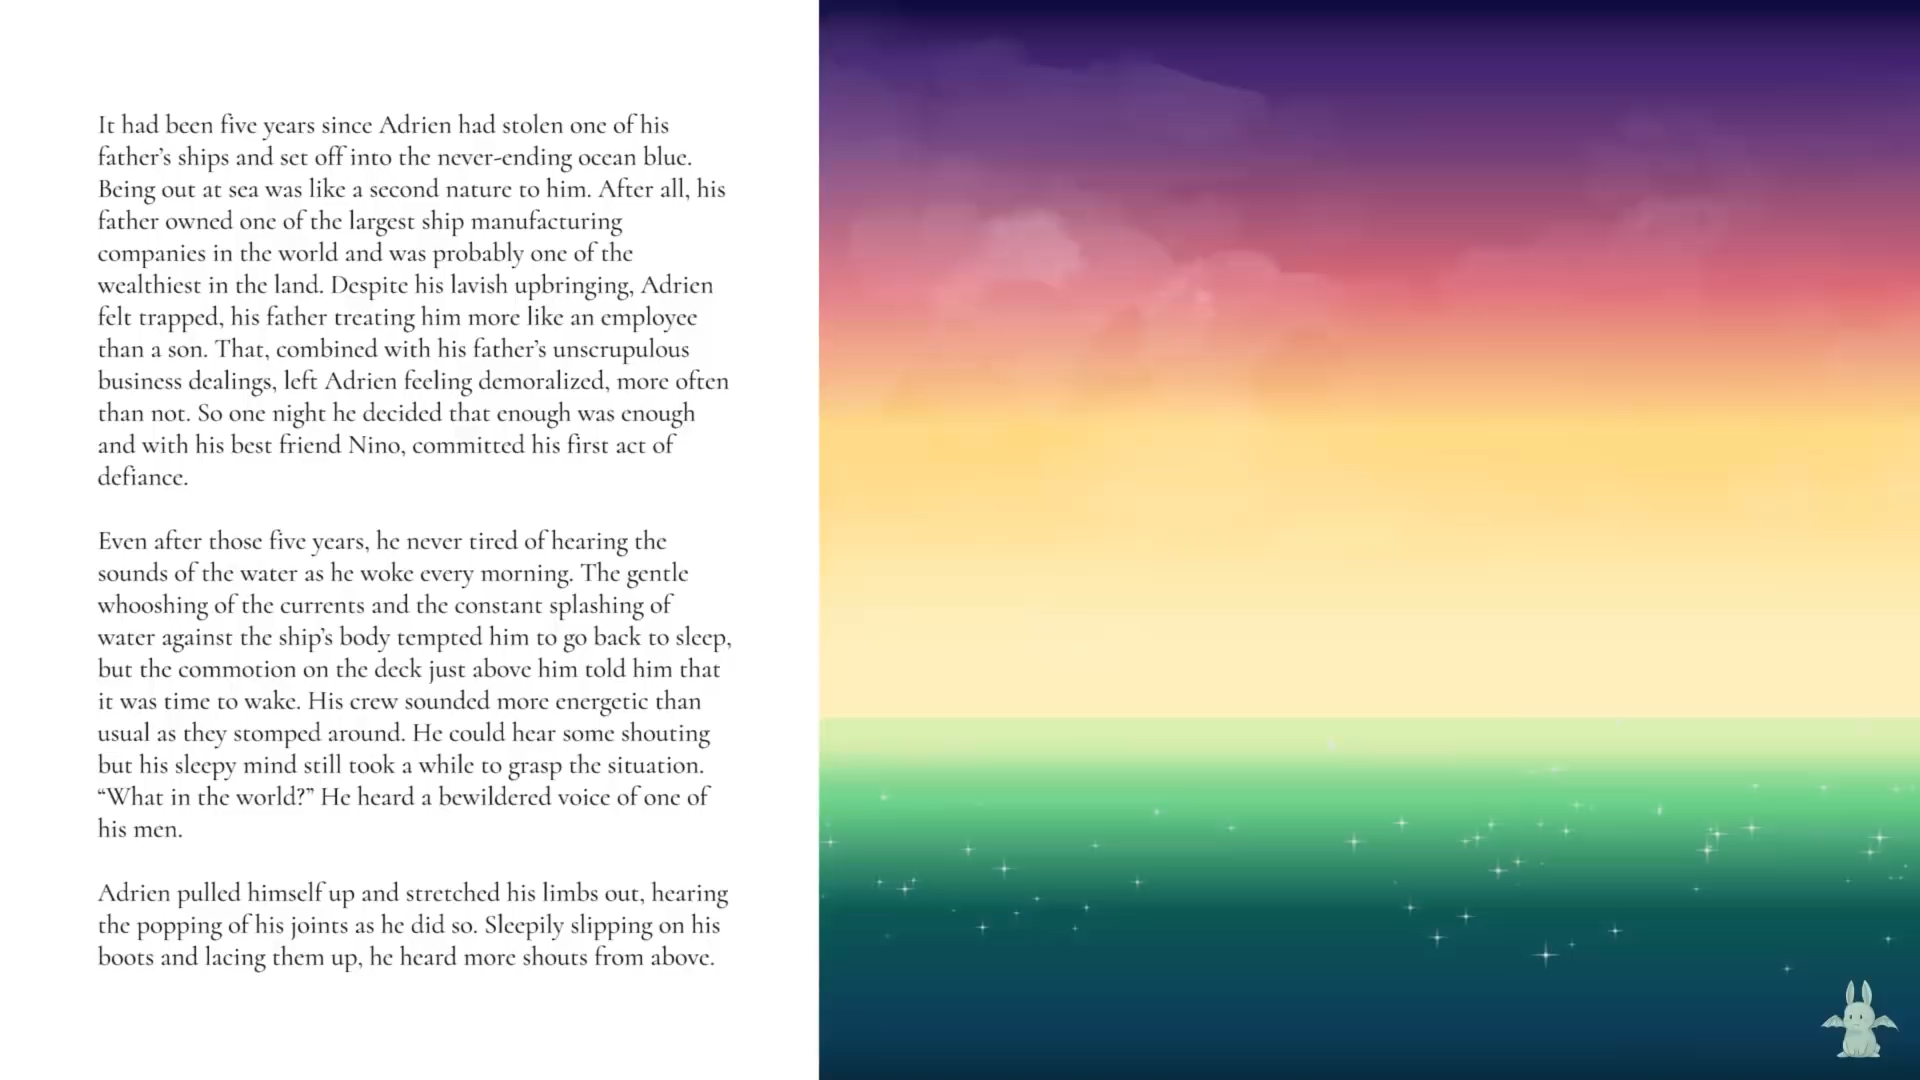 It had been five years since Adrien had stolen one of his
father’s ships and set off into the never-ending ocean blue.
Being out at sea was like a second nature to him. After all, his
father owned one of the largest ship manufacturing
companies in the world and was probably one of the
wealthiest in the land. Despite his lavish upbringing, Adrien
felt trapped, his father treating him more like an employee
than a son. That, combined with his father’s unscrupulous
business dealings, left Adrien feeling demoralized, more often
than not. So one night he decided that enough was enough
and with his best friend Nino, committed his first act of
defiance.
Even after those five years, he never tired of hearing the
sounds of the water as he woke every morning. The gentle
whooshing of the currents and the constant splashing of
water against the ship’s body tempted him to go back to sleep,
but the commotion on the deck just above him told him that
it was time to wake. His crew sounded more energetic than
usual as they stomped around. He could hear some shouting
but his sleepy mind still took a while to grasp the situation.
“What in the world?” He heard a bewildered voice of one of
his men.
Adrien pulled himself up and stretched his limbs out, hearing
the popping of his joints as he did so. Sleepily slipping on his
boots and lacing them up, he heard more shouts from above.